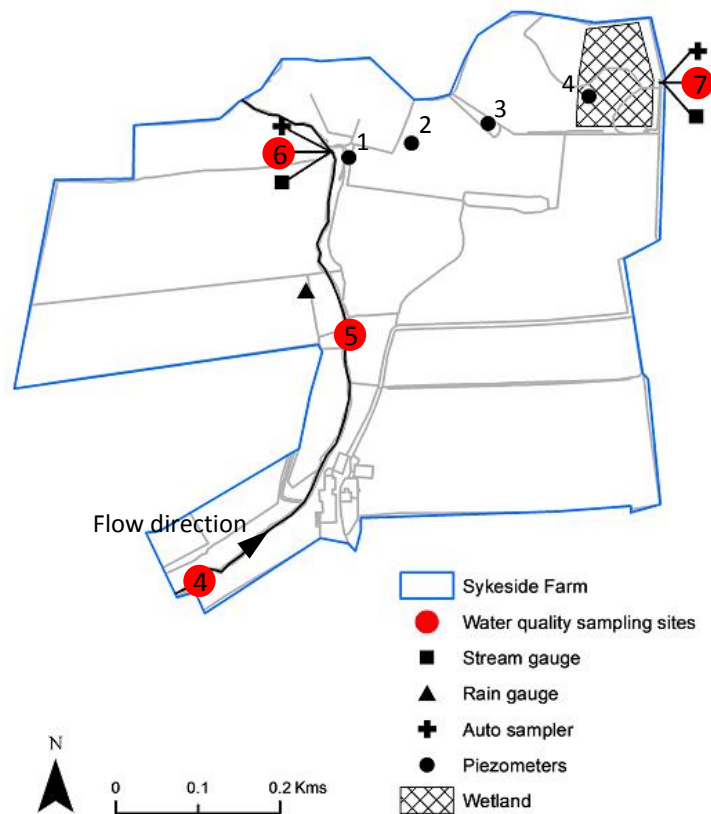 4
7
3
2
1
6
5
Flow direction
4
Sykeside Farm
Water quality sampling sites
Stream gauge
Rain gauge
Auto sampler
Piezometers
Wetland
N
0 0.1 0.2 Kms